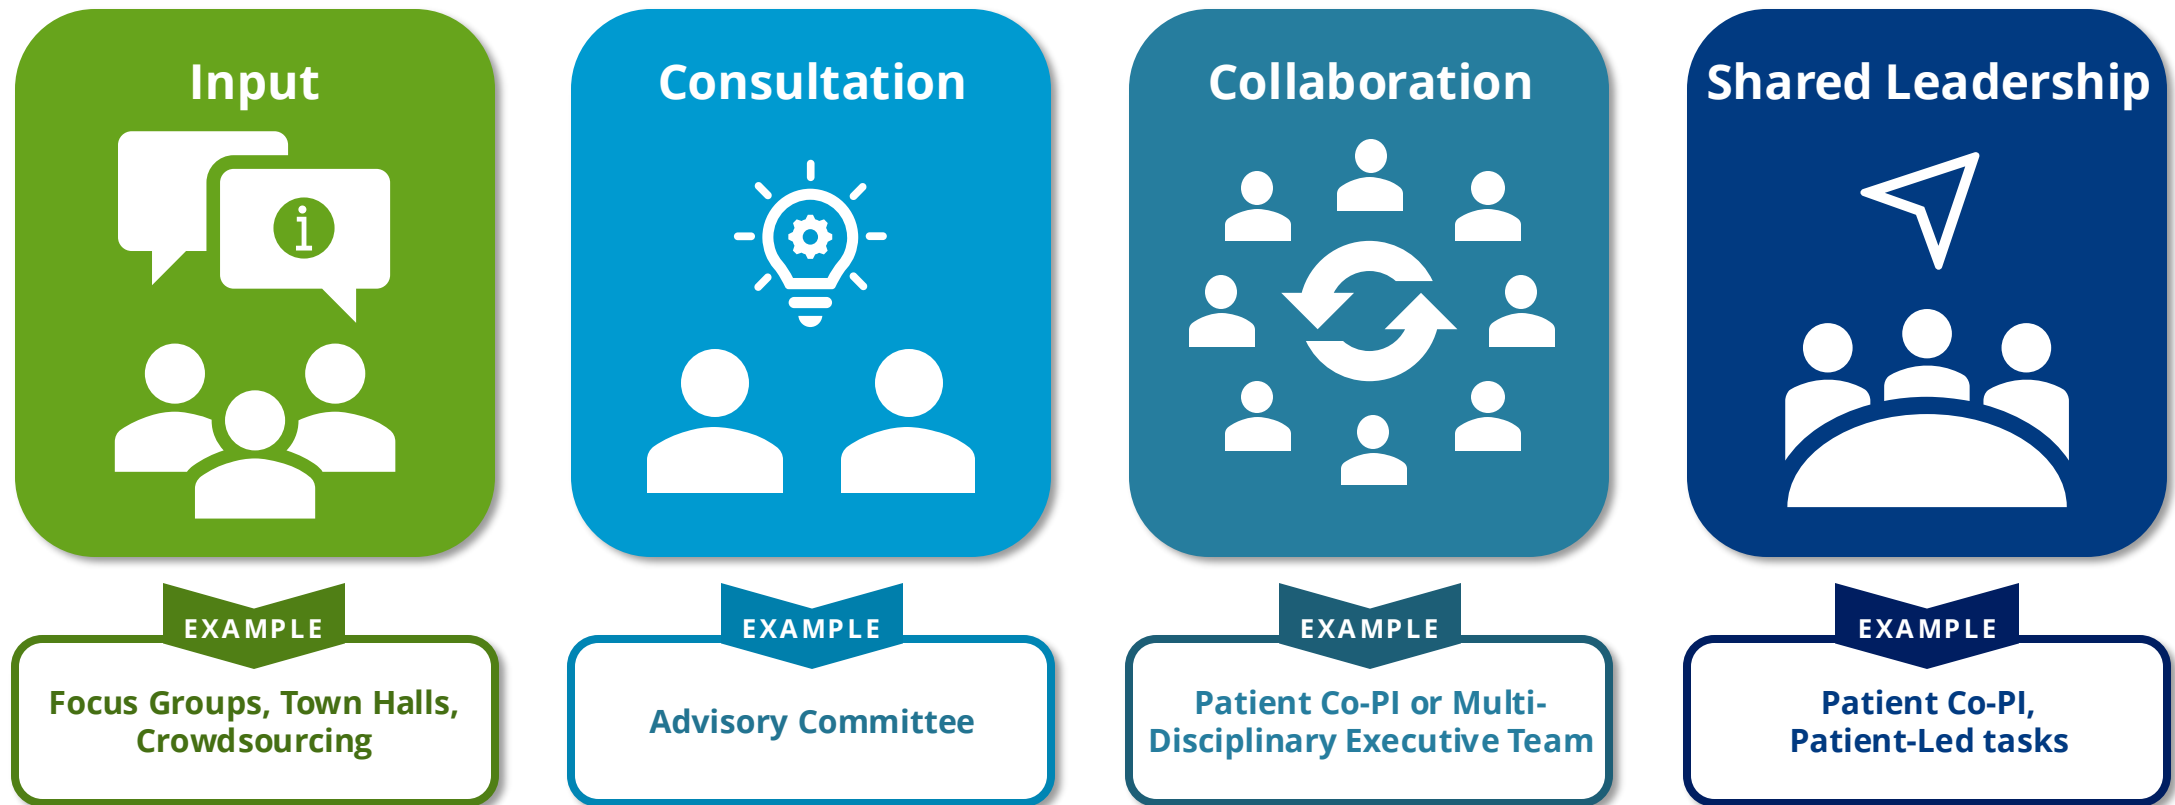 Input
i
EXAMPLE
Focus Groups, Town Halls,
Crowdsourcing
Consultation
EXAMPLE
Advisory Committee
Collaboration
EXAMPLE
Patient Co-PI or Multi-
Disciplinary Executive Team
Shared Leadership
EXAMPLE
Patient Co-PI,
Patient-Led tasks